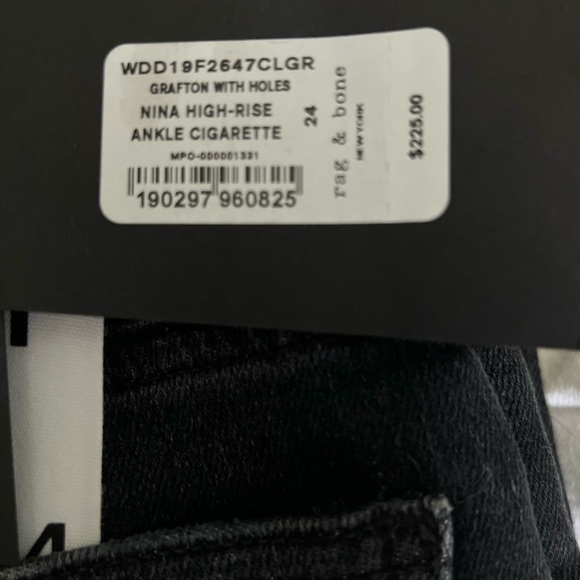 WDD19F2647CLGR
GRAFTON WITH HOLES
NINA HIGH-RISE
ANKLE CIGARETTE
MPO-000001331
190297 960825
24
rag & bone
NEW YORK
$225.00